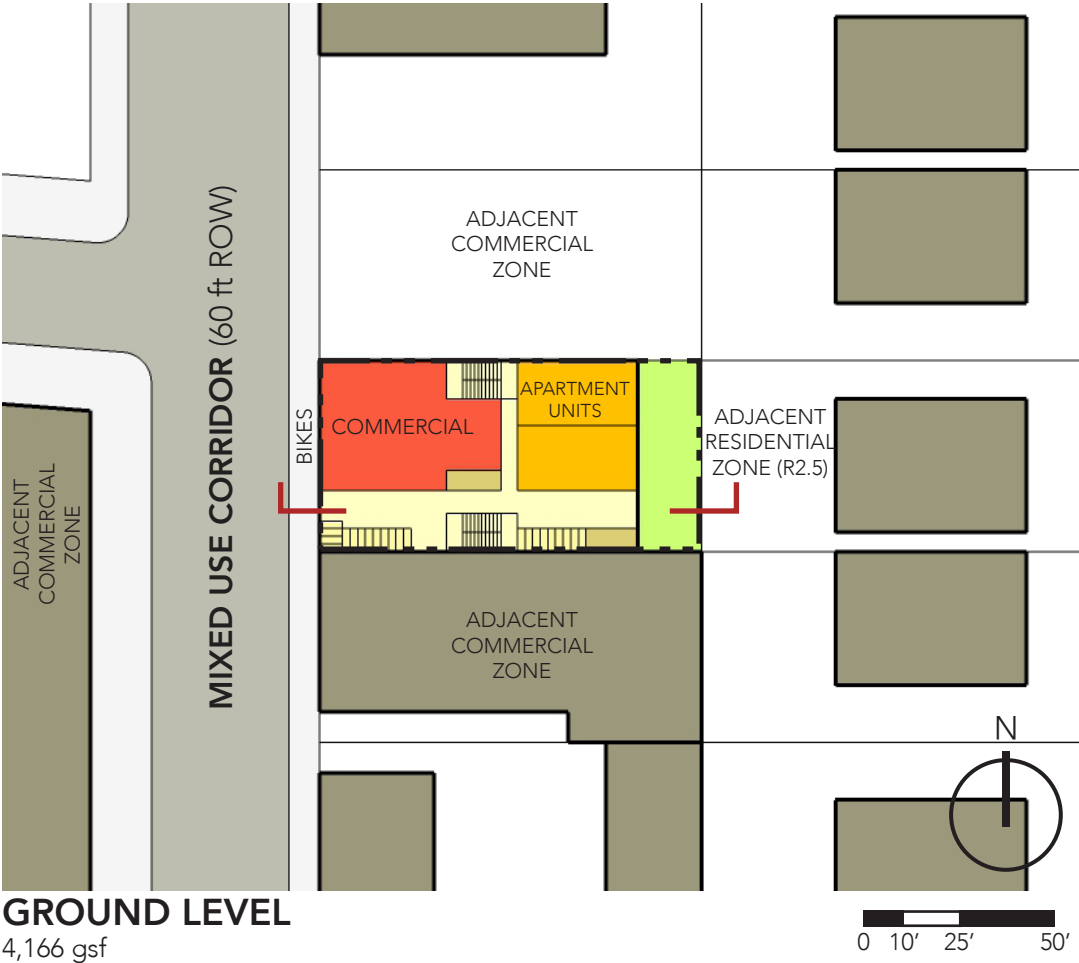 MIXED USE CORRIDOR (60 ft ROW)
ADJACENT
COMMERCIAL
ZONE
BIKES
COMMERCIAL
APARTMENT
UNITS
ADJACENT
RESIDENTIAL
ZONE (R2.5)
ADJACENT
COMMERCIAL
ZONE
ADJACENT
COMMERCIAL
ZONE
N
GROUND LEVEL
4,166 gsf
0 10’ 25’ 50’